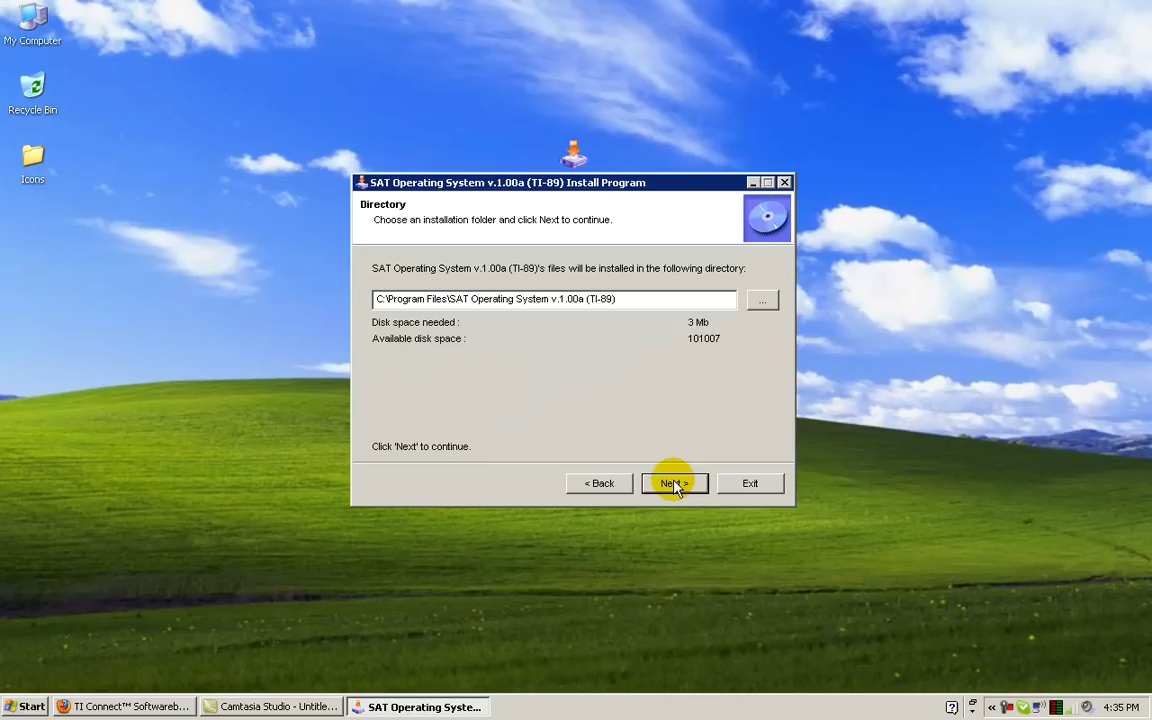 My Computer
Recycle Bin
Icons
SAT Operating System v.1.00a (TI-89) Install Program
Directory
Choose an installation folder and click Next to continue.
SAT Operating System v.1.00a (TI-89)'s files will be installed in the following directory:
C:\Program Files\SAT Operating System v.1.00a (TI-89)
...
Disk space needed : 3 Mb
Available disk space : 101007
Click 'Next' to continue.
< Back Next > Exit
Start TI Connect™ Softwareb... Camtasia Studio - Untitle... SAT Operating Syste... 4:35 PM